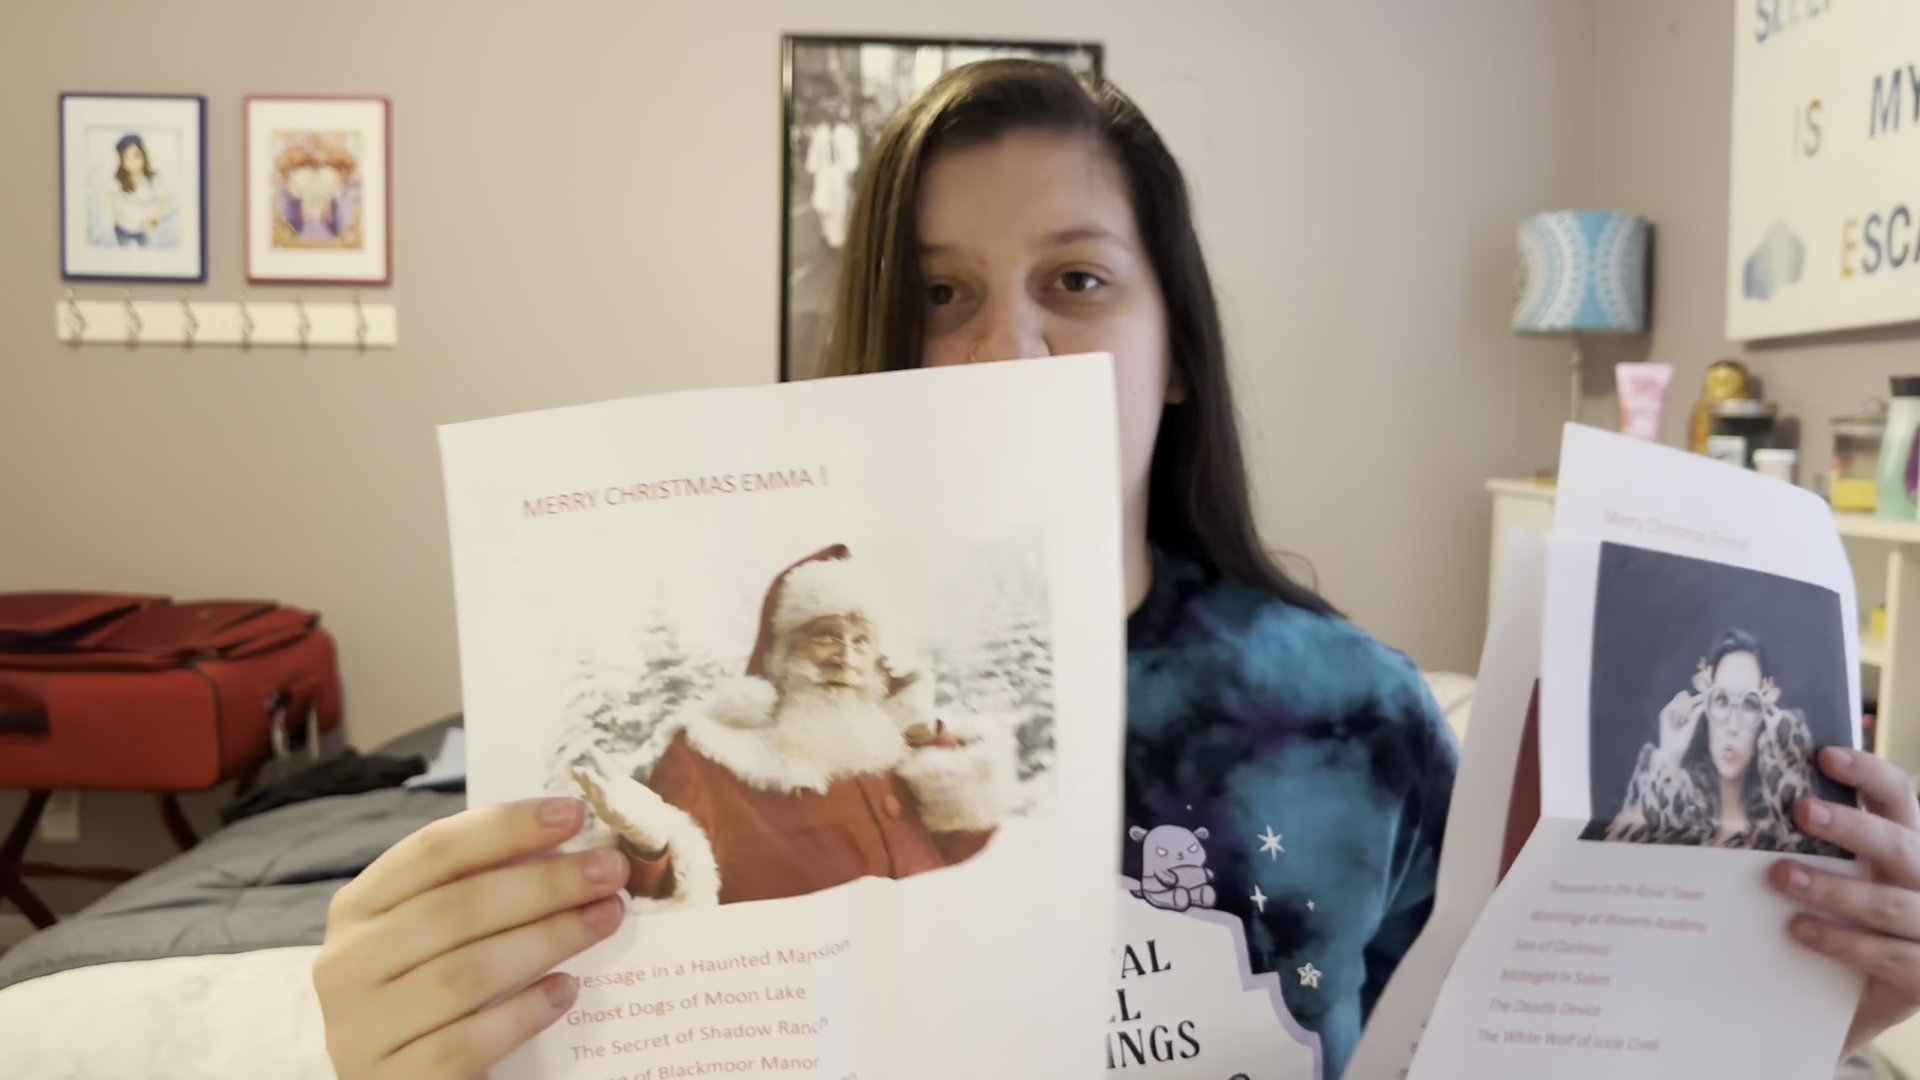 IS MY
ESCA
MERRY CHRISTMAS EMMA !
essage in a Haunted Mansion
Ghost Dogs of Moon Lake
The Secret of Shadow Ranch
of Blackmoor Manor
AL
LL
INGS
Merry Christmas Emma
Treasure in the Royal Tower
Warnings at Waverly Academy
Sea of Darkness
Midnight in Salem
The Deadly Device
The White Wolf of Icicle Creek